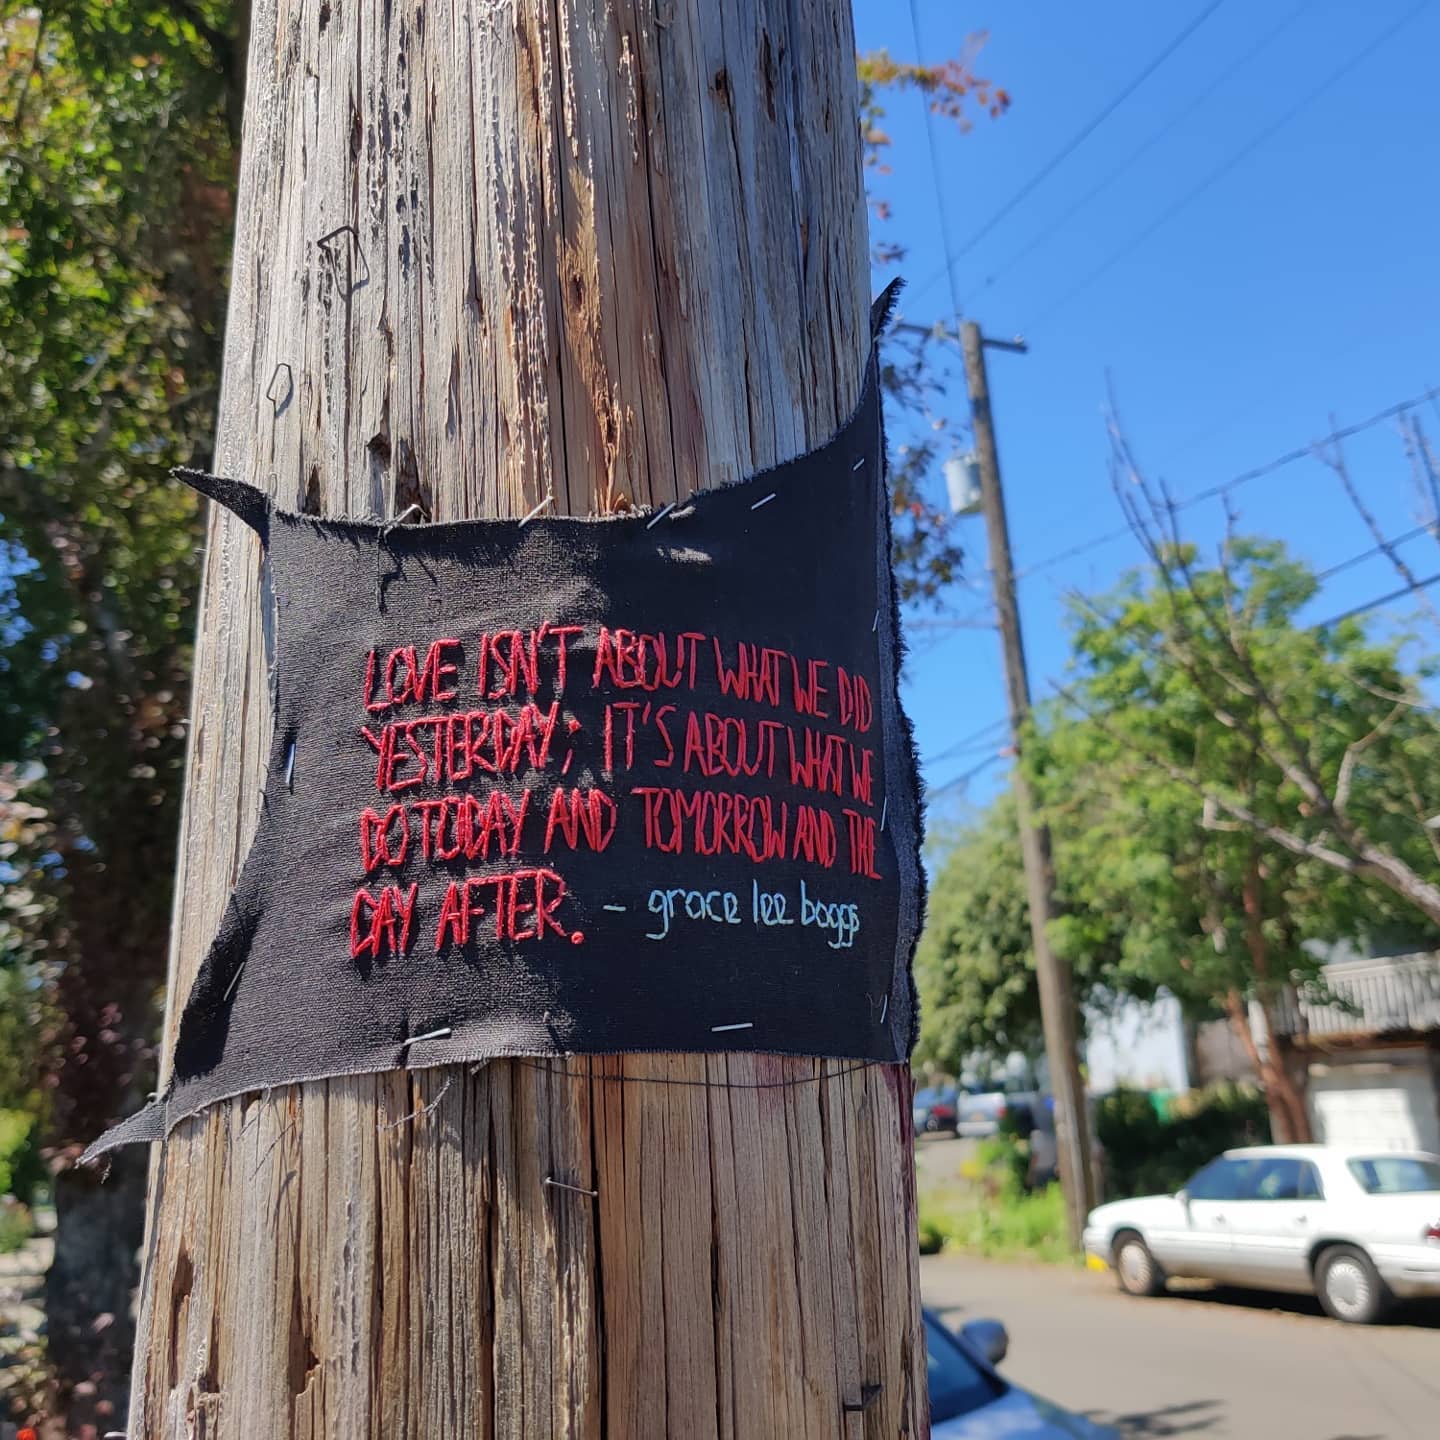 LOVE ISN'T ABOUT WHAT WE DID
YESTERDAY; IT'S ABOUT WHAT WE
DO TODAY AND TOMORROW AND THE
DAY AFTER. – grace lee boggs